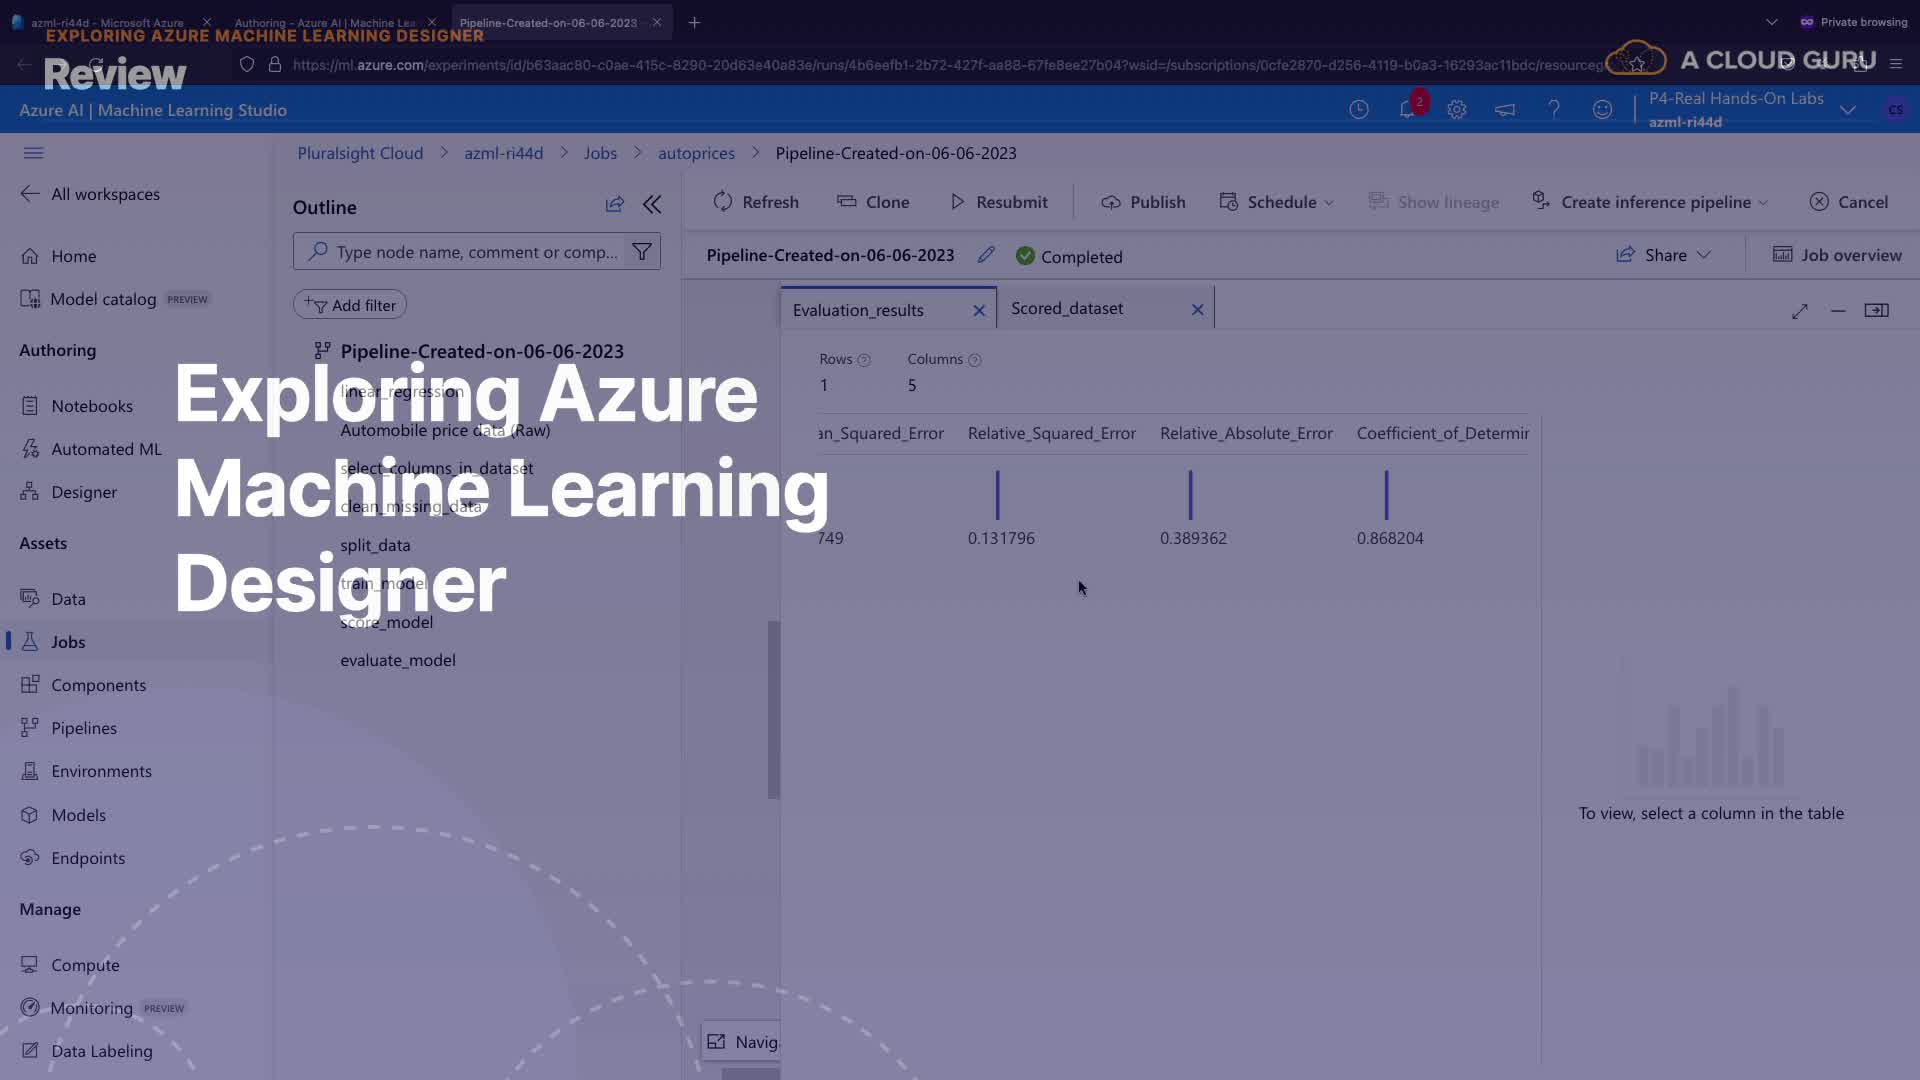 azml-ri44d - Microsoft Azure
Authoring - Azure AI | Machine Lea
Pipeline-Created-on-06-06-2023
Private browsing
EXPLORING AZURE MACHINE LEARNING DESIGNER
Review
https://ml.azure.com/experiments/id/b63aac80-c0ae-415c-8290-20d63e40a83e/runs/4b6eefb1-2b72-427f-aa88-67fe8ee27b04?wsid=/subscriptions/0cfe2870-d256-4119-b0a3-16293ac11bdc/resourceg
A CLOUD GURU
Azure AI | Machine Learning Studio
2
P4-Real Hands-On Labs
azml-ri44d
CS
Pluralsight Cloud > azml-ri44d > Jobs > autoprices > Pipeline-Created-on-06-06-2023
All workspaces
Home
Model catalog PREVIEW
Authoring
Notebooks
Automated ML
Designer
Assets
Data
Jobs
Components
Pipelines
Environments
Models
Endpoints
Manage
Compute
Monitoring PREVIEW
Data Labeling
Outline
Type node name, comment or comp...
Add filter
Pipeline-Created-on-06-06-2023
linear_regression
Automobile price data (Raw)
select_columns_in_dataset
clean_missing_data
split_data
train_model
score_model
evaluate_model
Exploring Azure
Machine Learning
Designer
Refresh Clone Resubmit Publish Schedule Show lineage Create inference pipeline Cancel
Pipeline-Created-on-06-06-2023 Completed Share Job overview
Evaluation_results Scored_dataset
Rows Columns
1 5
an_Squared_Error Relative_Squared_Error Relative_Absolute_Error Coefficient_of_Determin
749 0.131796 0.389362 0.868204
To view, select a column in the table
Naviga